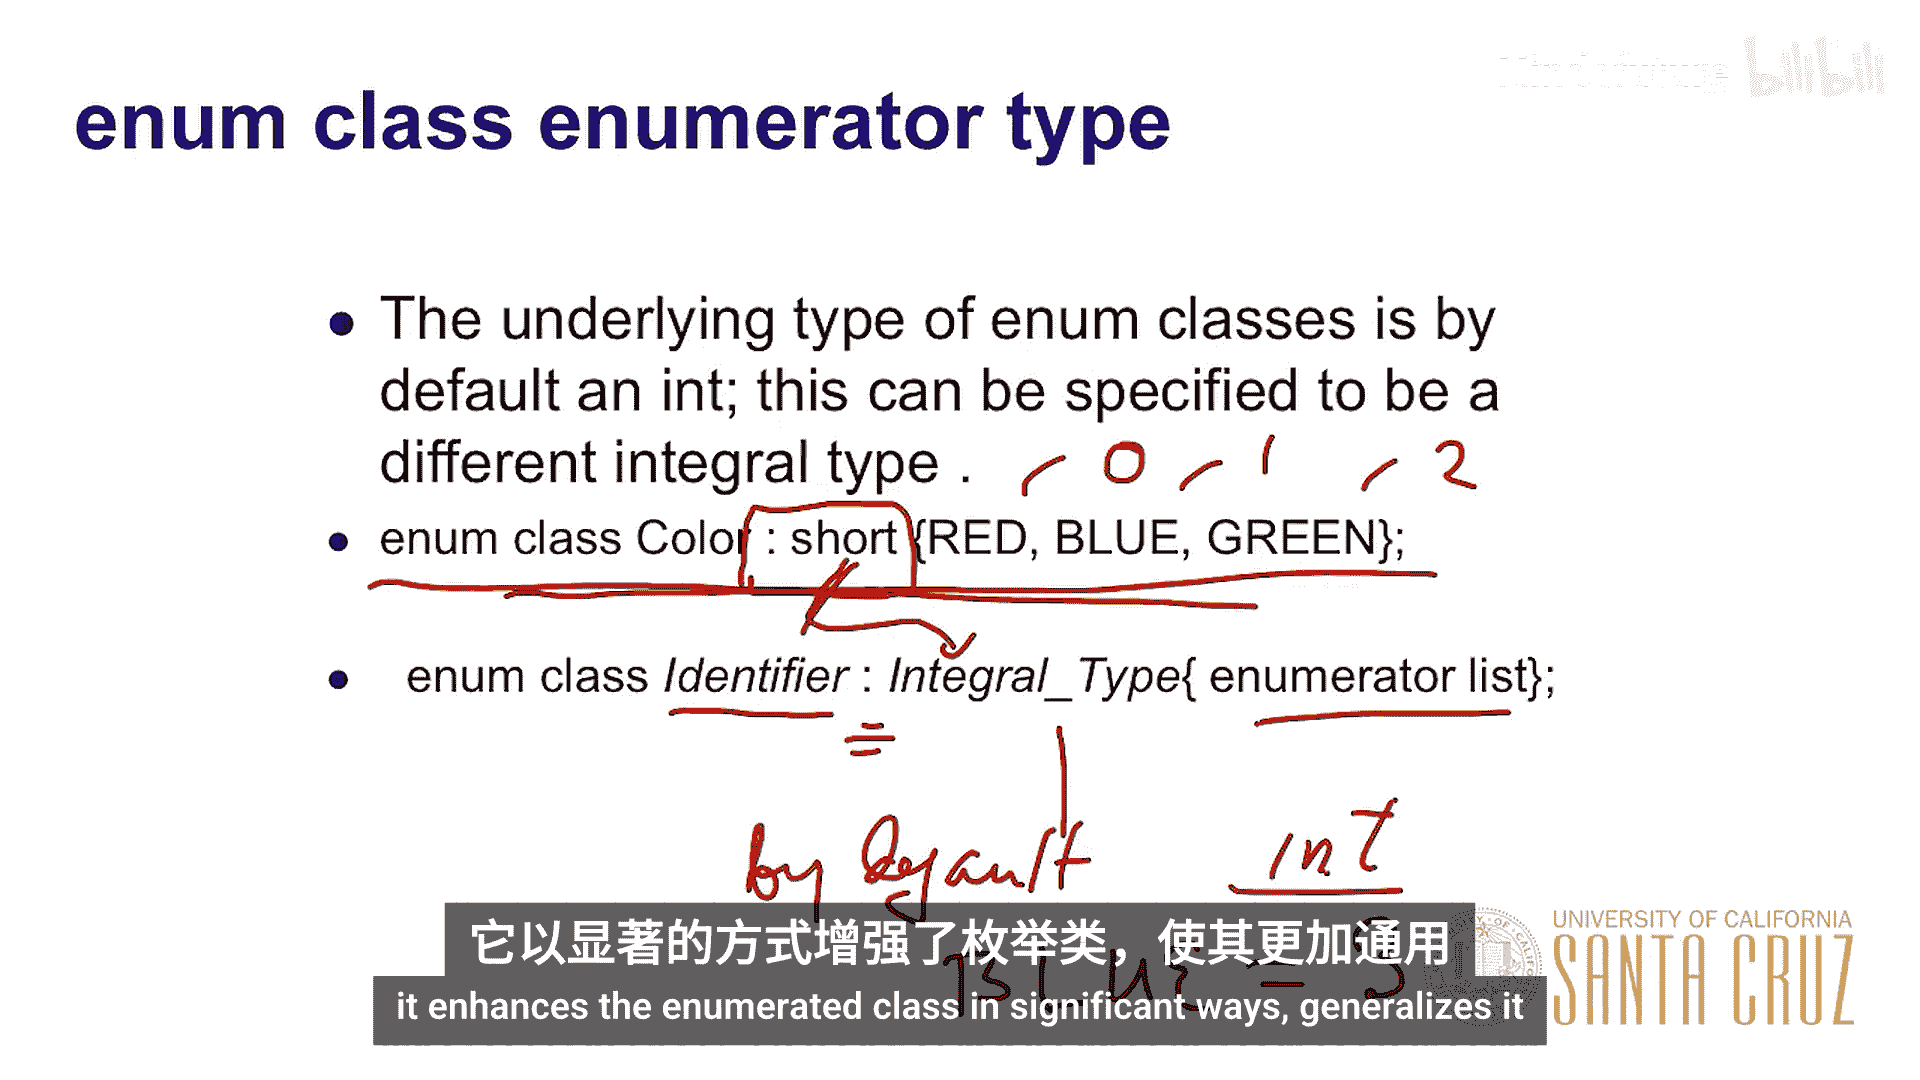 bilibili
enum class enumerator type
• The underlying type of enum classes is by
default an int; this can be specified to be a
different integral type .
0 1 2
• enum class Color : short {RED, BLUE, GREEN};
• enum class Identifier : Integral_Type{ enumerator list};
by default int
它以显著的方式增强了枚举类，使其更加通用
it enhances the enumerated class in significant ways, generalizes it
UNIVERSITY OF CALIFORNIA
SANTA CRUZ